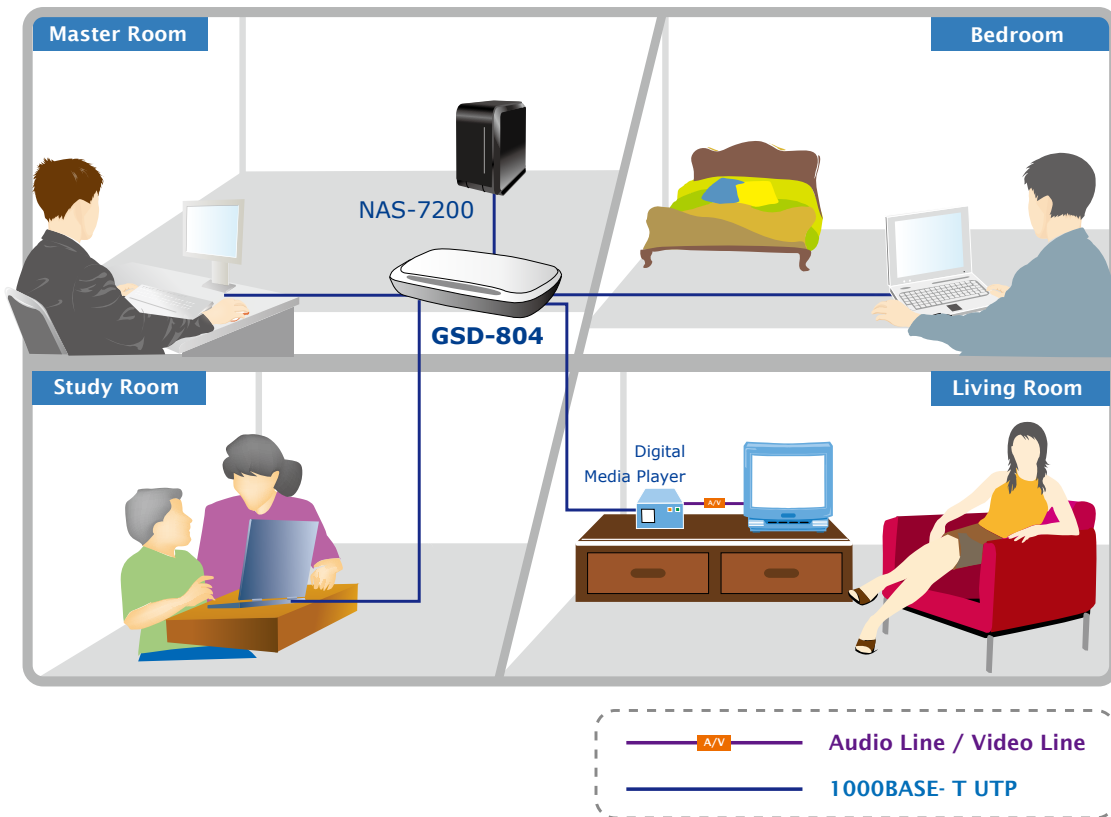 Master Room
Bedroom
NAS-7200
GSD-804
Study Room
Living Room
Digital
Media Player
A/V
A/V
Audio Line / Video Line
1000BASE- T UTP